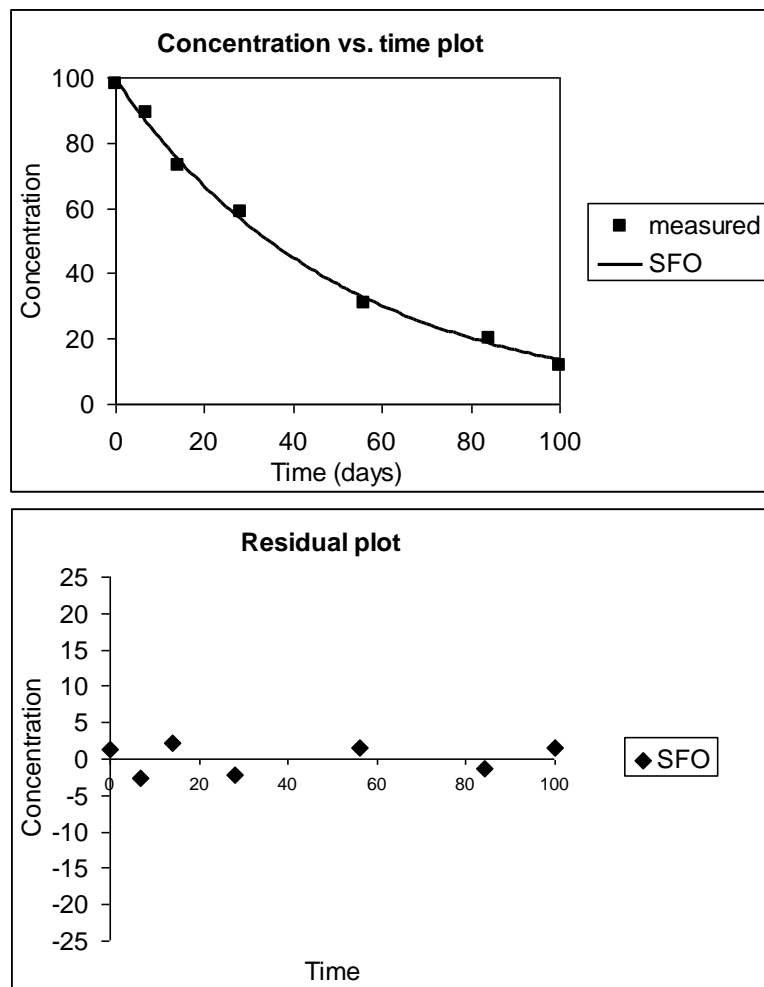 Concentration vs. time plot
100
80
60
40
20
0
Concentration
0 20 40 60 80 100
Time (days)
measured
SFO
Residual plot
25
20
15
10
5
0
-5
-10
-15
-20
-25
Concentration
0 20 40 60 80 100
Time
SFO